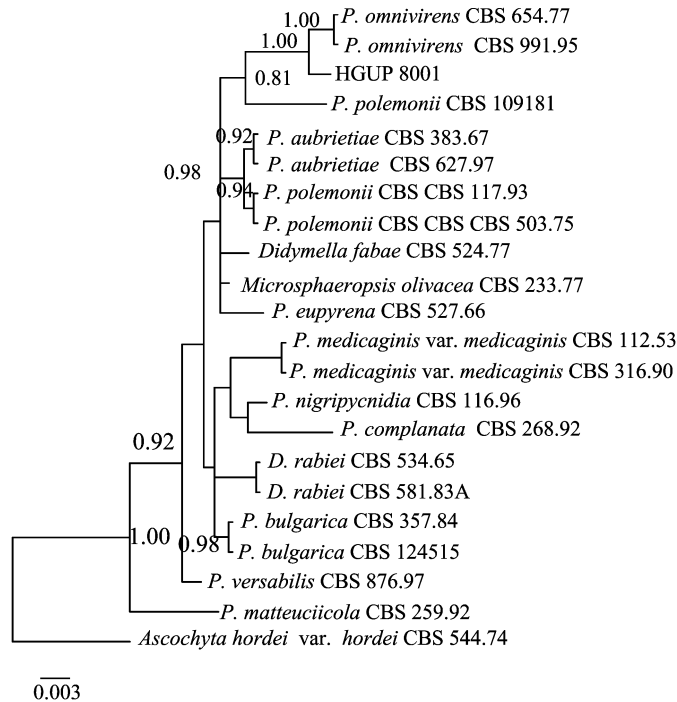 1.00
P. omnivirens CBS 654.77
1.00
P. omnivirens CBS 991.95
0.81
HGUP 8001
P. polemonii CBS 109181
0.92
P. aubrietiae CBS 383.67
P. aubrietiae CBS 627.97
0.98
0.94
P. polemonii CBS CBS 117.93
P. polemonii CBS CBS CBS 503.75
Didymella fabae CBS 524.77
Microsphaeropsis olivacea CBS 233.77
P. eupyrena CBS 527.66
P. medicaginis var. medicaginis CBS 112.53
P. medicaginis var. medicaginis CBS 316.90
P. nigripycnidia CBS 116.96
P. complanata CBS 268.92
0.92
D. rabiei CBS 534.65
D. rabiei CBS 581.83A
P. bulgarica CBS 357.84
1.00
0.98
P. bulgarica CBS 124515
P. versabilis CBS 876.97
P. matteuciicola CBS 259.92
Ascochyta hordei var. hordei CBS 544.74
0.003